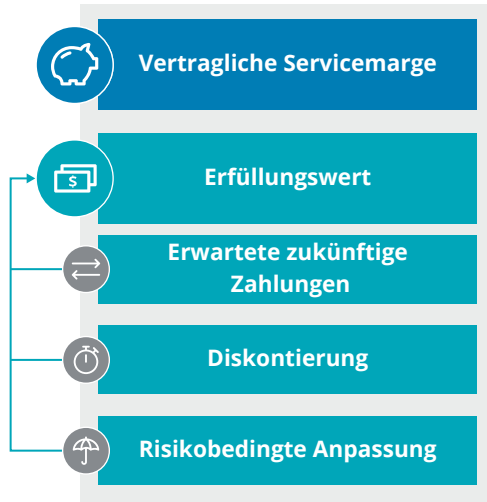 Vertragliche Servicemarge
$
Erfüllungswert
Erwartete zukünftige
Zahlungen
Diskontierung
Risikobedingte Anpassung